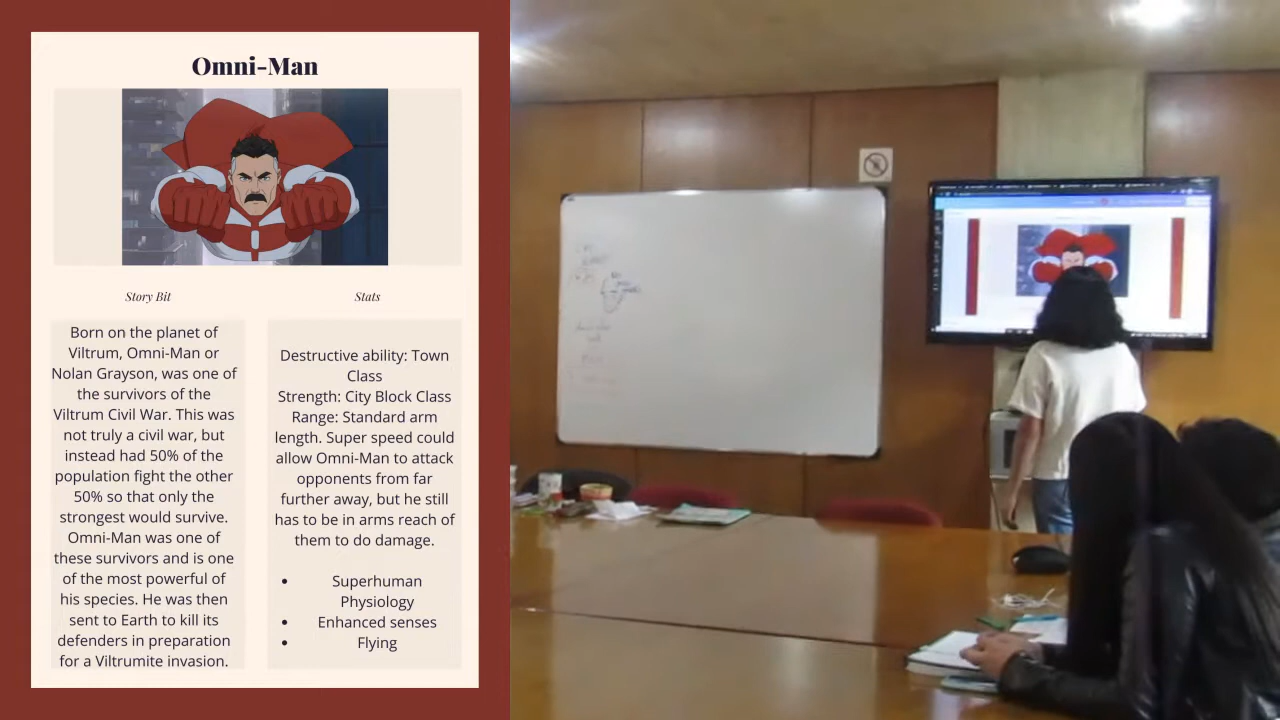 Omni-Man
Story Bit
Born on the planet of
Viltrum, Omni-Man or
Nolan Grayson, was one of
the survivors of the
Viltrum Civil War. This was
not truly a civil war, but
instead had 50% of the
population fight the other
50% so that only the
strongest would survive.
Omni-Man was one of
these survivors and is one
of the most powerful of
his species. He was then
sent to Earth to kill its
defenders in preparation
for a Viltrumite invasion.
Stats
Destructive ability: Town
Class
Strength: City Block Class
Range: Standard arm
length. Super speed could
allow Omni-Man to attack
opponents from far
further away, but he still
has to be in arms reach of
them to do damage.
• Superhuman
Physiology
• Enhanced senses
• Flying